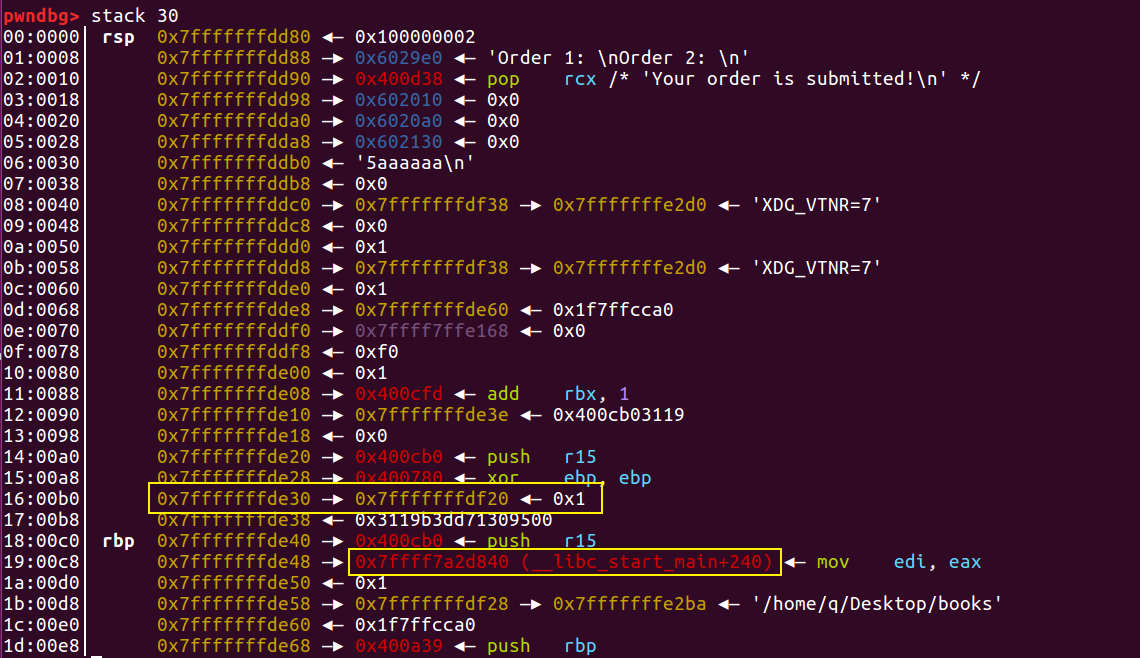 pwndbg> stack 30
00:0000│ rsp 0x7fffffffdd80 ◂— 0x100000002
01:0008│ 0x7fffffffdd88 —▸ 0x6029e0 ◂— 'Order 1: \nOrder 2: \n'
02:0010│ 0x7fffffffdd90 —▸ 0x400d38 ◂— pop rcx /* 'Your order is submitted!\n' */
03:0018│ 0x7fffffffdd98 —▸ 0x602010 ◂— 0x0
04:0020│ 0x7fffffffdda0 —▸ 0x6020a0 ◂— 0x0
05:0028│ 0x7fffffffdda8 —▸ 0x602130 ◂— 0x0
06:0030│ 0x7fffffffddb0 ◂— '5aaaaaa\n'
07:0038│ 0x7fffffffddb8 ◂— 0x0
08:0040│ 0x7fffffffddc0 —▸ 0x7fffffffdf38 —▸ 0x7fffffffe2d0 ◂— 'XDG_VTNR=7'
09:0048│ 0x7fffffffddc8 ◂— 0x0
0a:0050│ 0x7fffffffddd0 ◂— 0x1
0b:0058│ 0x7fffffffddd8 —▸ 0x7fffffffdf38 —▸ 0x7fffffffe2d0 ◂— 'XDG_VTNR=7'
0c:0060│ 0x7fffffffdde0 ◂— 0x1
0d:0068│ 0x7fffffffdde8 —▸ 0x7fffffffde60 ◂— 0x1f7ffcca0
0e:0070│ 0x7fffffffddf0 —▸ 0x7ffff7ffe168 ◂— 0x0
0f:0078│ 0x7fffffffddf8 ◂— 0xf0
10:0080│ 0x7fffffffde00 ◂— 0x1
11:0088│ 0x7fffffffde08 —▸ 0x400cfd ◂— add rbx, 1
12:0090│ 0x7fffffffde10 —▸ 0x7fffffffde3e ◂— 0x400cb03119
13:0098│ 0x7fffffffde18 ◂— 0x0
14:00a0│ 0x7fffffffde20 —▸ 0x400cb0 ◂— push r15
15:00a8│ 0x7fffffffde28 —▸ 0x400780 ◂— xor ebp, ebp
16:00b0│ 0x7fffffffde30 —▸ 0x7fffffffdf20 ◂— 0x1
17:00b8│ 0x7fffffffde38 ◂— 0x3119b3dd71309500
18:00c0│ rbp 0x7fffffffde40 —▸ 0x400cb0 ◂— push r15
19:00c8│ 0x7fffffffde48 —▸ 0x7ffff7a2d840 (__libc_start_main+240) ◂— mov edi, eax
1a:00d0│ 0x7fffffffde50 ◂— 0x1
1b:00d8│ 0x7fffffffde58 —▸ 0x7fffffffdf28 —▸ 0x7fffffffe2ba ◂— '/home/q/Desktop/books'
1c:00e0│ 0x7fffffffde60 ◂— 0x1f7ffcca0
1d:00e8│ 0x7fffffffde68 —▸ 0x400a39 ◂— push rbp